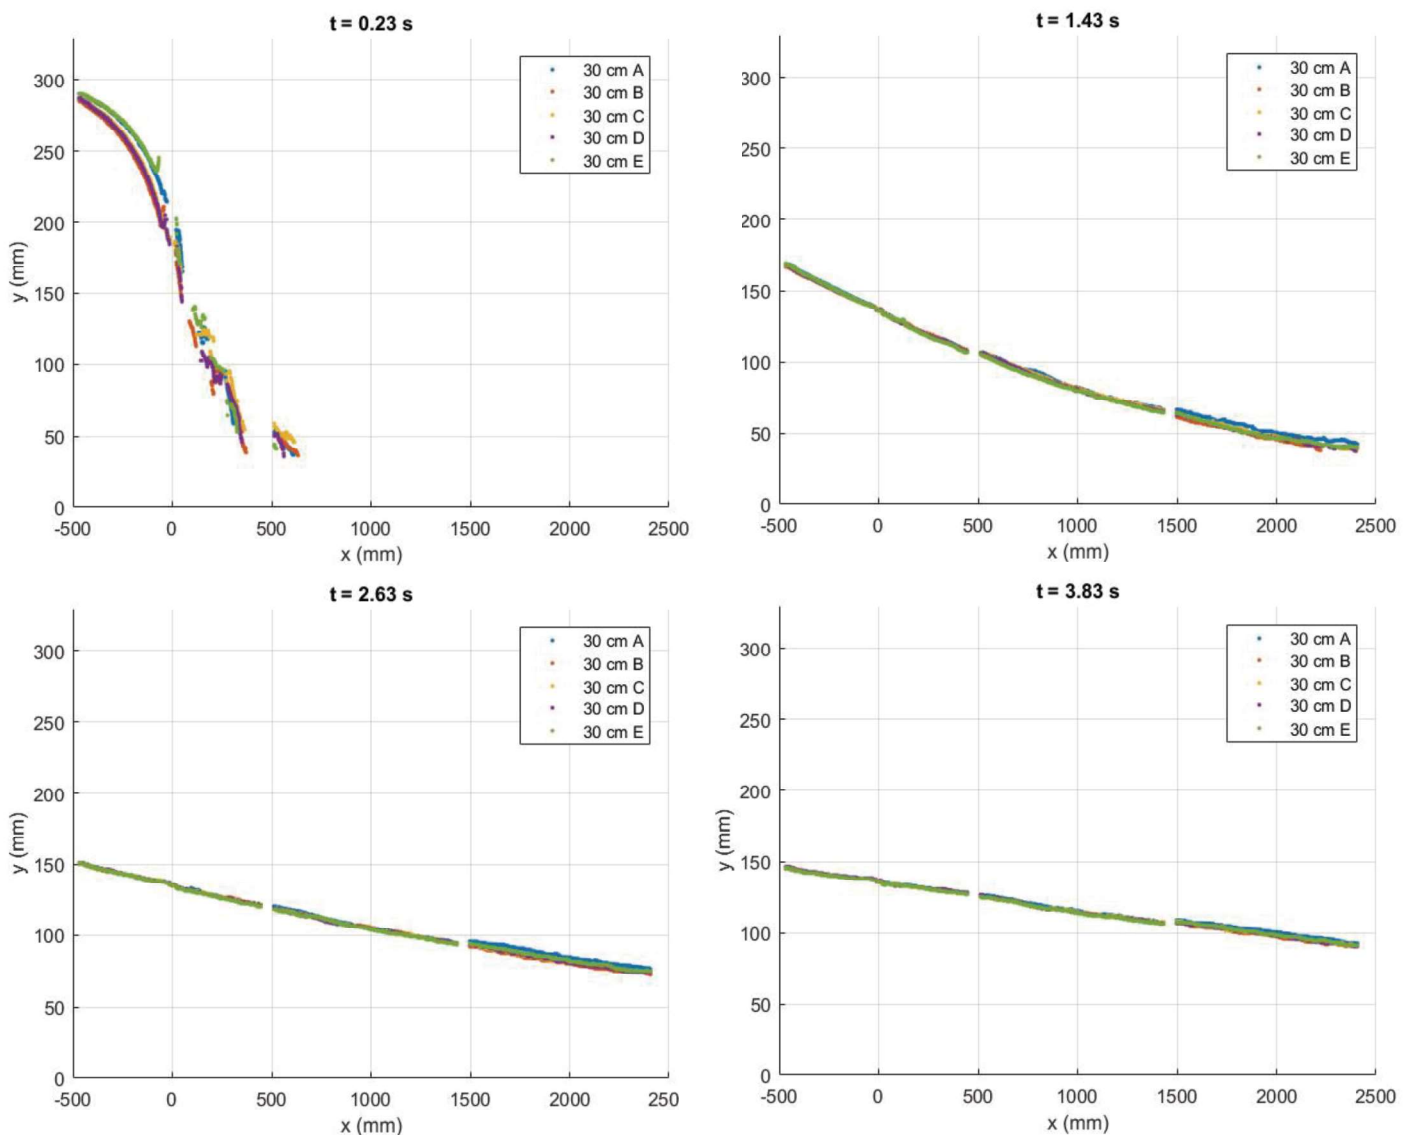 t = 0.23 s
30 cm A
30 cm B
30 cm C
30 cm D
30 cm E
300
250
200
150
100
50
0
y (mm)
-500 0 500 1000 1500 2000 2500
x (mm)
t = 1.43 s
30 cm A
30 cm B
30 cm C
30 cm D
30 cm E
300
250
200
150
100
50
0
-500 0 500 1000 1500 2000 2500
x (mm)
t = 2.63 s
30 cm A
30 cm B
30 cm C
30 cm D
30 cm E
300
250
200
150
100
50
0
y (mm)
-500 0 500 1000 1500 2000 250
x (mm)
t = 3.83 s
30 cm A
30 cm B
30 cm C
30 cm D
30 cm E
300
250
200
150
100
50
0
y (mm)
-500 0 500 1000 1500 2000 2500
x (mm)